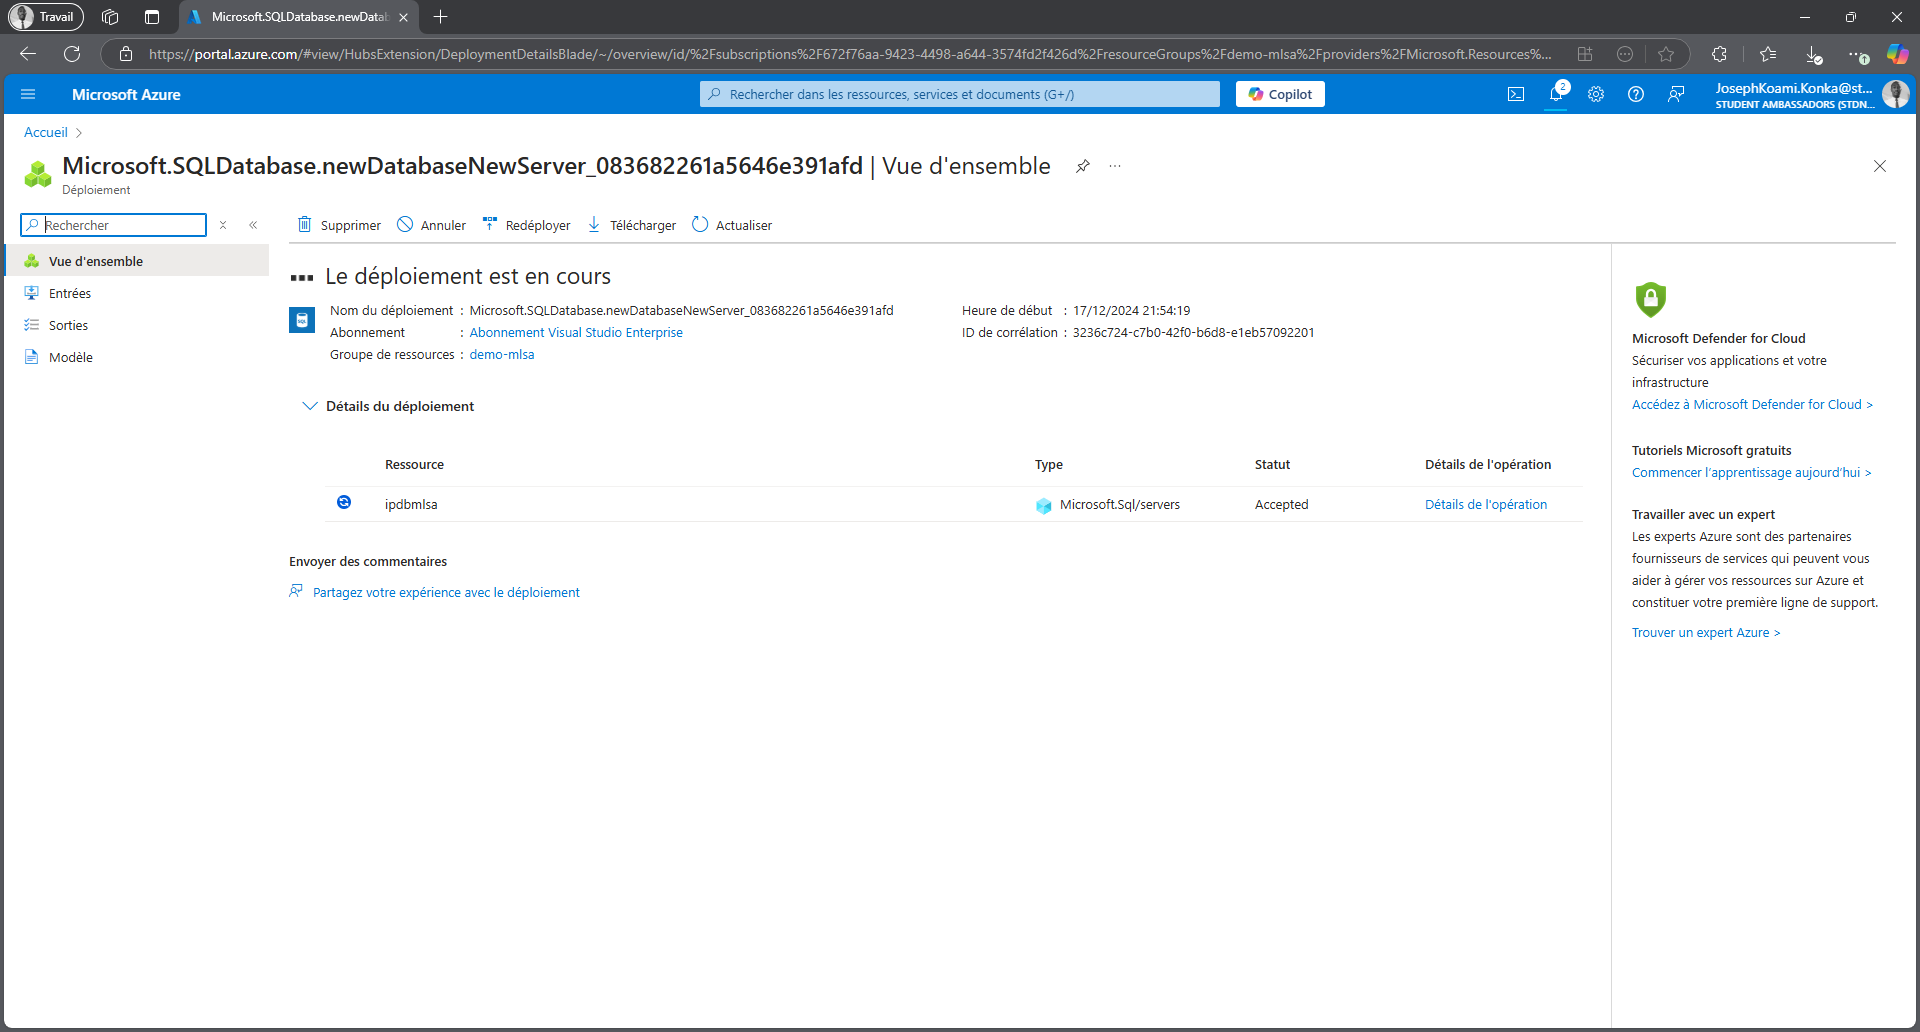 Travail
Microsoft.SQLDatabase.newDatab
https://portal.azure.com/#view/HubsExtension/DeploymentDetailsBlade/~/overview/id/%2Fsubscriptions%2F672f76aa-9423-4498-a644-3574fd2f426d%2FresourceGroups%2Fdemo-mlsa%2Fproviders%2FMicrosoft.Resources%...
Microsoft Azure
Rechercher dans les ressources, services et documents (G+/)
Copilot
2
JosephKoami.Konka@st...
STUDENT AMBASSADORS (STDN...
Accueil
Microsoft.SQLDatabase.newDatabaseNewServer_083682261a5646e391afd | Vue d'ensemble
Déploiement
Rechercher
Supprimer
Annuler
Redéployer
Télécharger
Actualiser
Vue d'ensemble
Entrées
Sorties
Modèle
Le déploiement est en cours
SQL
Nom du déploiement : Microsoft.SQLDatabase.newDatabaseNewServer_083682261a5646e391afd
Abonnement : Abonnement Visual Studio Enterprise
Groupe de ressources : demo-mlsa
Heure de début : 17/12/2024 21:54:19
ID de corrélation : 3236c724-c7b0-42f0-b6d8-e1eb57092201
Détails du déploiement
Ressource Type Statut Détails de l'opération
ipdbmlsa Microsoft.Sql/servers Accepted Détails de l'opération
Envoyer des commentaires
Partagez votre expérience avec le déploiement
Microsoft Defender for Cloud
Sécuriser vos applications et votre
infrastructure
Accédez à Microsoft Defender for Cloud >
Tutoriels Microsoft gratuits
Commencer l'apprentissage aujourd'hui >
Travailler avec un expert
Les experts Azure sont des partenaires
fournisseurs de services qui peuvent vous
aider à gérer vos ressources sur Azure et
constituer votre première ligne de support.
Trouver un expert Azure >